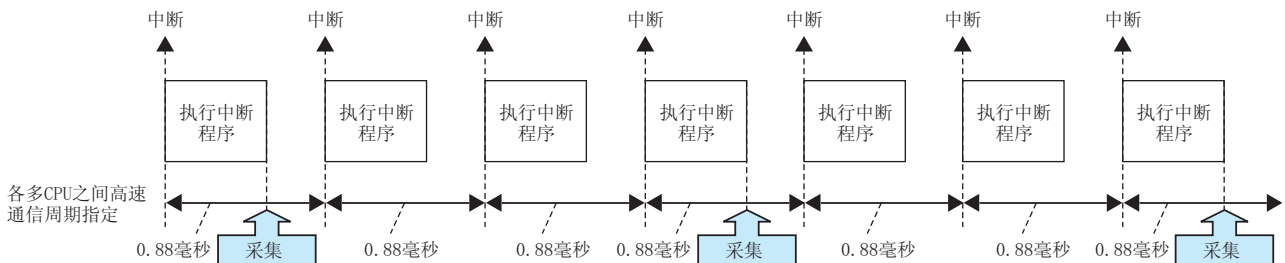 中断 中断 中断 中断 中断 中断 中断
执行中断 执行中断 执行中断 执行中断 执行中断 执行中断 执行中断
程序 程序 程序 程序 程序 程序 程序
各多CPU之间高速
通信周期指定
0.88毫秒 采集 0.88毫秒 0.88毫秒 0.88毫秒 采集 0.88毫秒 0.88毫秒 0.88毫秒 采集